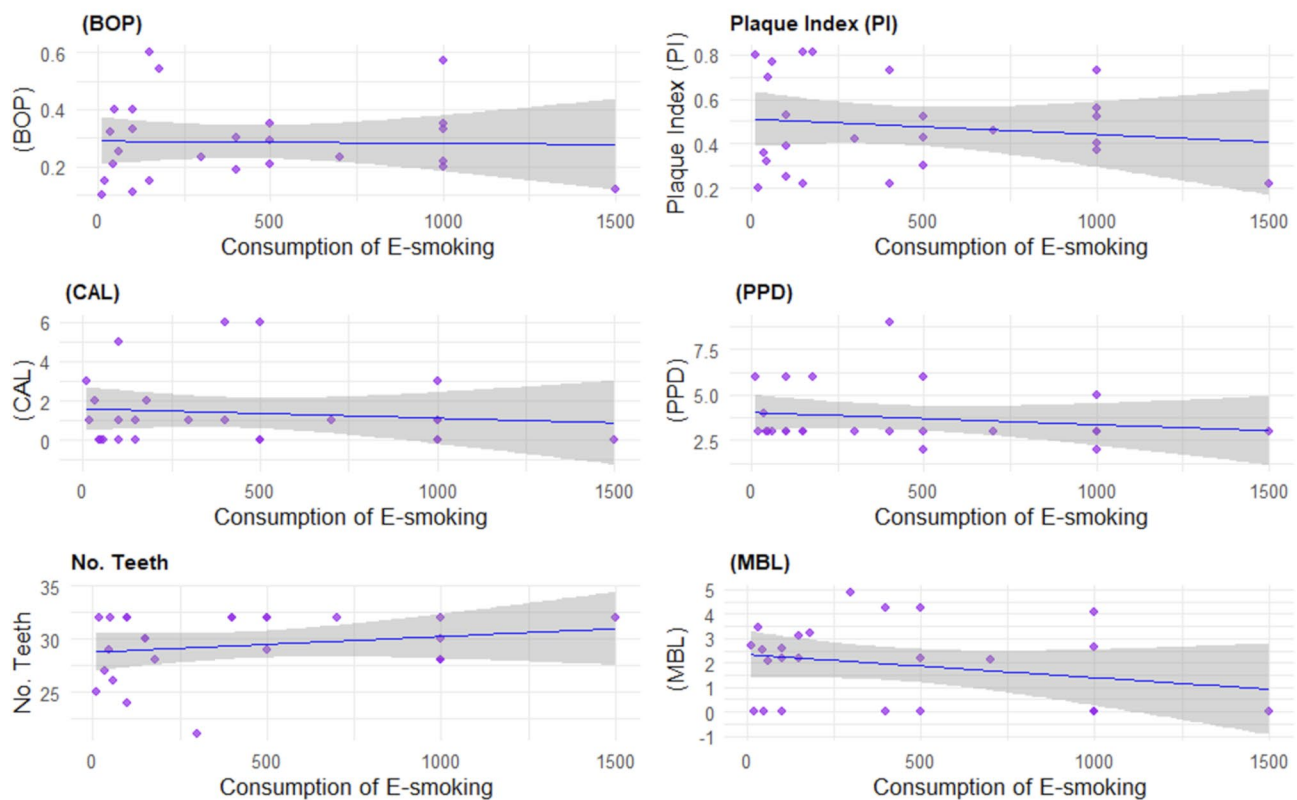 (BOP)
(BOP)
0.6
0.4
0.2
0
500
1000
1500
Consumption of E-smoking
Plaque Index (PI)
Plaque Index (PI)
0.8
0.6
0.4
0.2
0
500
1000
1500
Consumption of E-smoking
(CAL)
(CAL)
6
4
2
0
0
500
1000
1500
Consumption of E-smoking
(PPD)
(PPD)
7.5
5.0
2.5
0
500
1000
1500
Consumption of E-smoking
No. Teeth
No. Teeth
35
30
25
0
500
1000
1500
Consumption of E-smoking
(MBL)
(MBL)
5
4
3
2
1
0
-1
0
500
1000
1500
Consumption of E-smoking